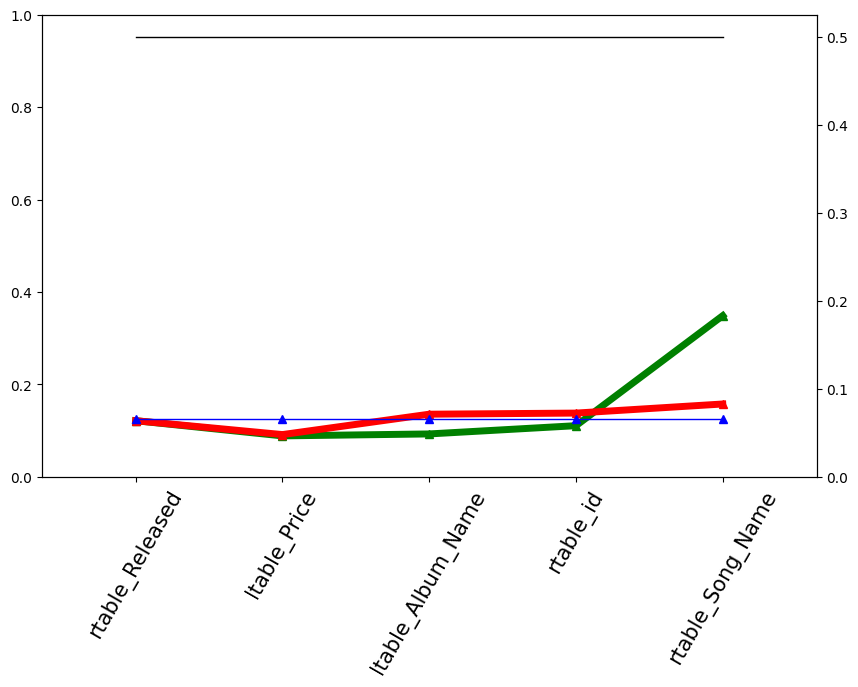 1.0
0.8
0.6
0.4
0.2
0.0
0.5
0.4
0.3
0.2
0.1
0.0
rtable_Released
ltable_Price
ltable_Album_Name
rtable_id
rtable_Song_Name